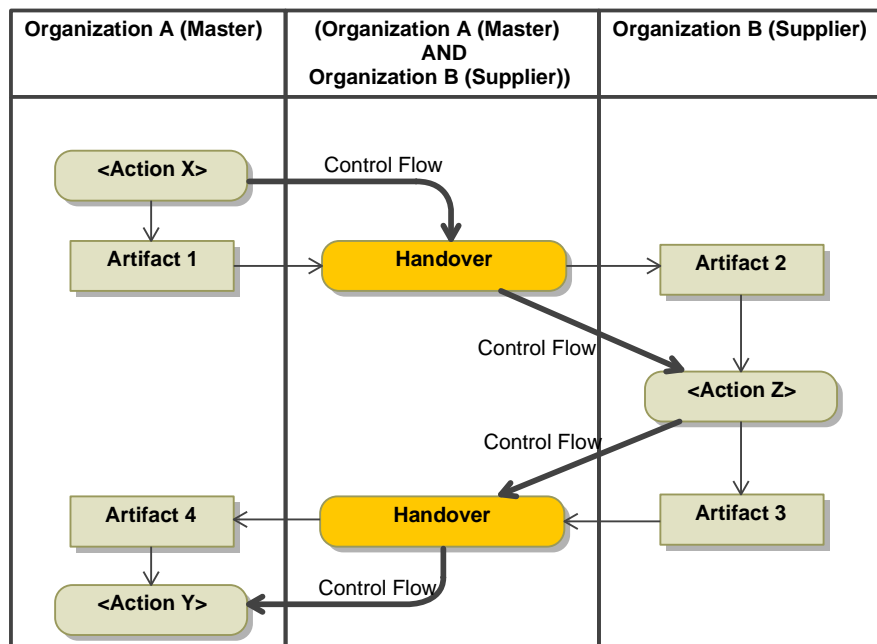 Organization A (Master)
(Organization A (Master)
AND
Organization B (Supplier))
Organization B (Supplier)
<Action X>
Control Flow
Artifact 1
Handover
Artifact 2
Control Flow
<Action Z>
Control Flow
Artifact 4
Handover
Artifact 3
Control Flow
<Action Y>